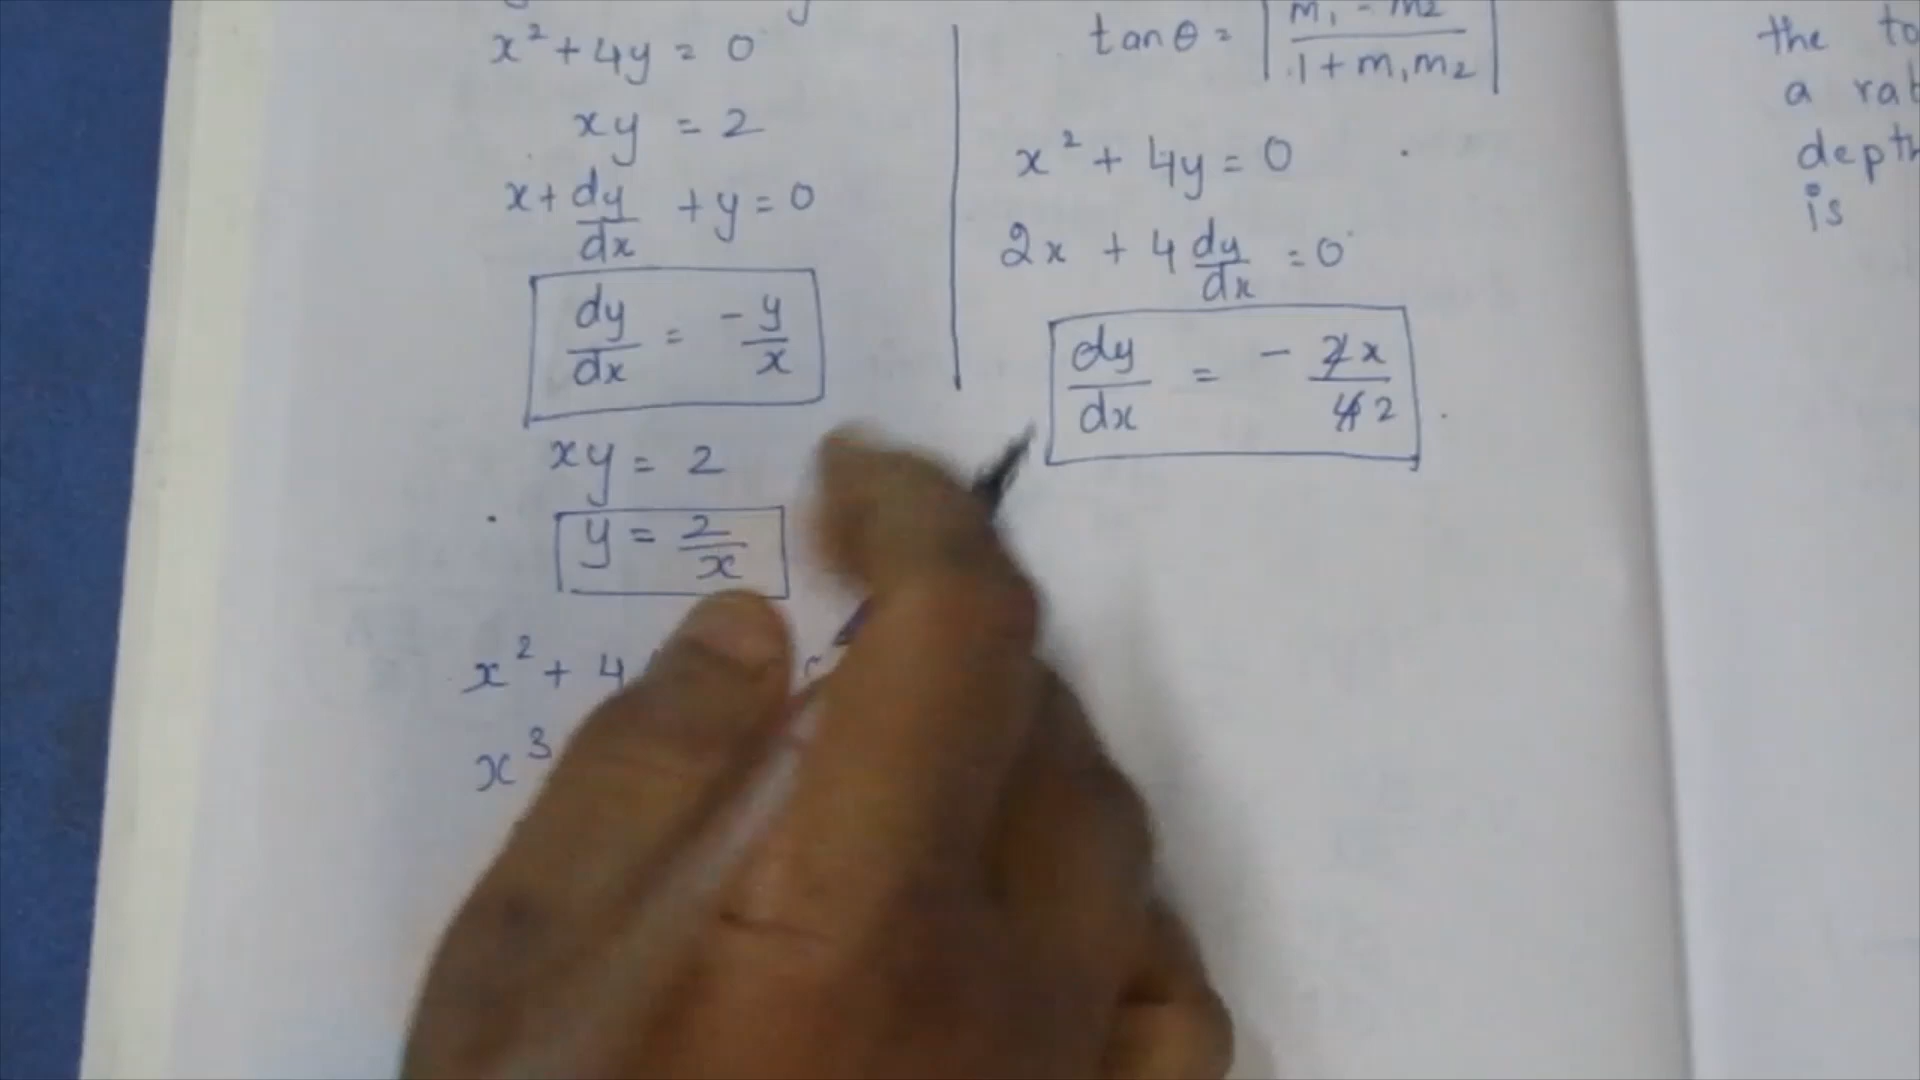 x² + 4y = 0
xy = 2
x + dy/dx + y = 0
dy/dx = - y/x
xy = 2
y = 2/x
x² + 4
x³
tan θ = | m₁ - m₂ / 1 + m₁m₂ |
x² + 4y = 0
2x + 4 dy/dx = 0
dy/dx = - 2x / 4 2
the
a
depth
is